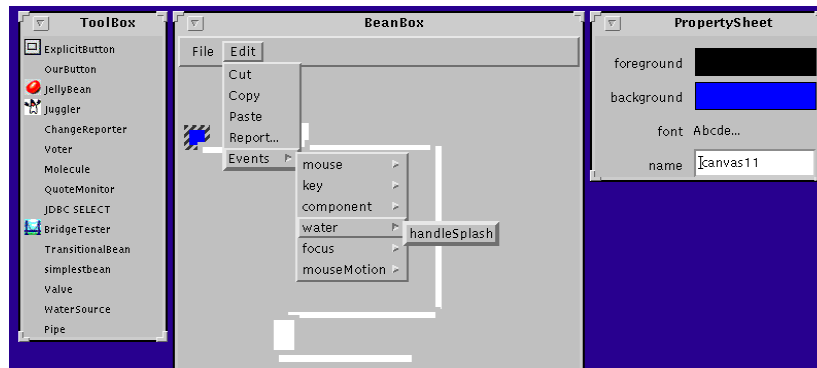 ToolBox
ExplicitButton
OurButton
JellyBean
Juggler
ChangeReporter
Voter
Molecule
QuoteMonitor
JDBC SELECT
BridgeTester
TransitionalBean
simplestbean
Valve
WaterSource
Pipe
BeanBox
File Edit
Cut
Copy
Paste
Report...
Events
mouse
key
component
water
focus
mouseMotion
handleSplash
PropertySheet
foreground
background
font Abcde...
name canvas11